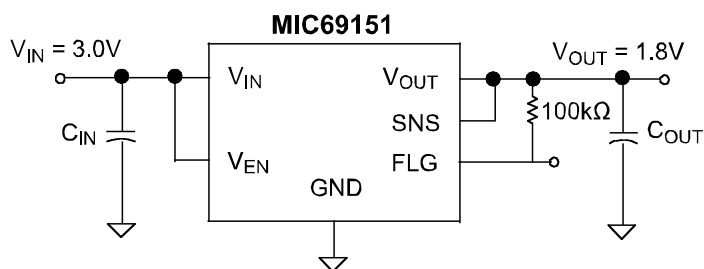 MIC69151
V_IN = 3.0V
V_OUT = 1.8V
V_IN
V_OUT
100kΩ
SNS
C_IN
C_OUT
V_EN
FLG
GND